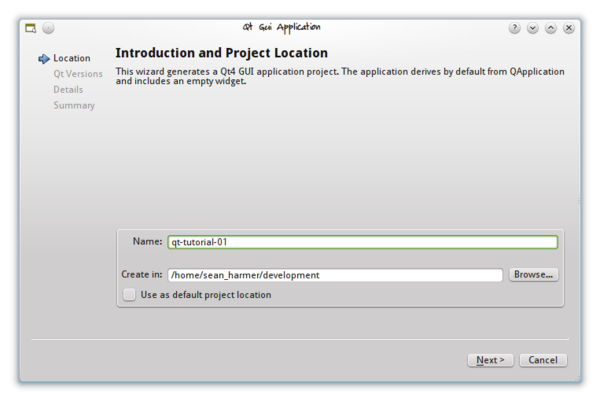 Qt Gui Application
Location
Qt Versions
Details
Summary
Introduction and Project Location
This wizard generates a Qt4 GUI application project. The application derives by default from QApplication
and includes an empty widget.
Name: qt-tutorial-01
Create in: /home/sean_harmer/development Browse...
Use as default project location
Next > Cancel